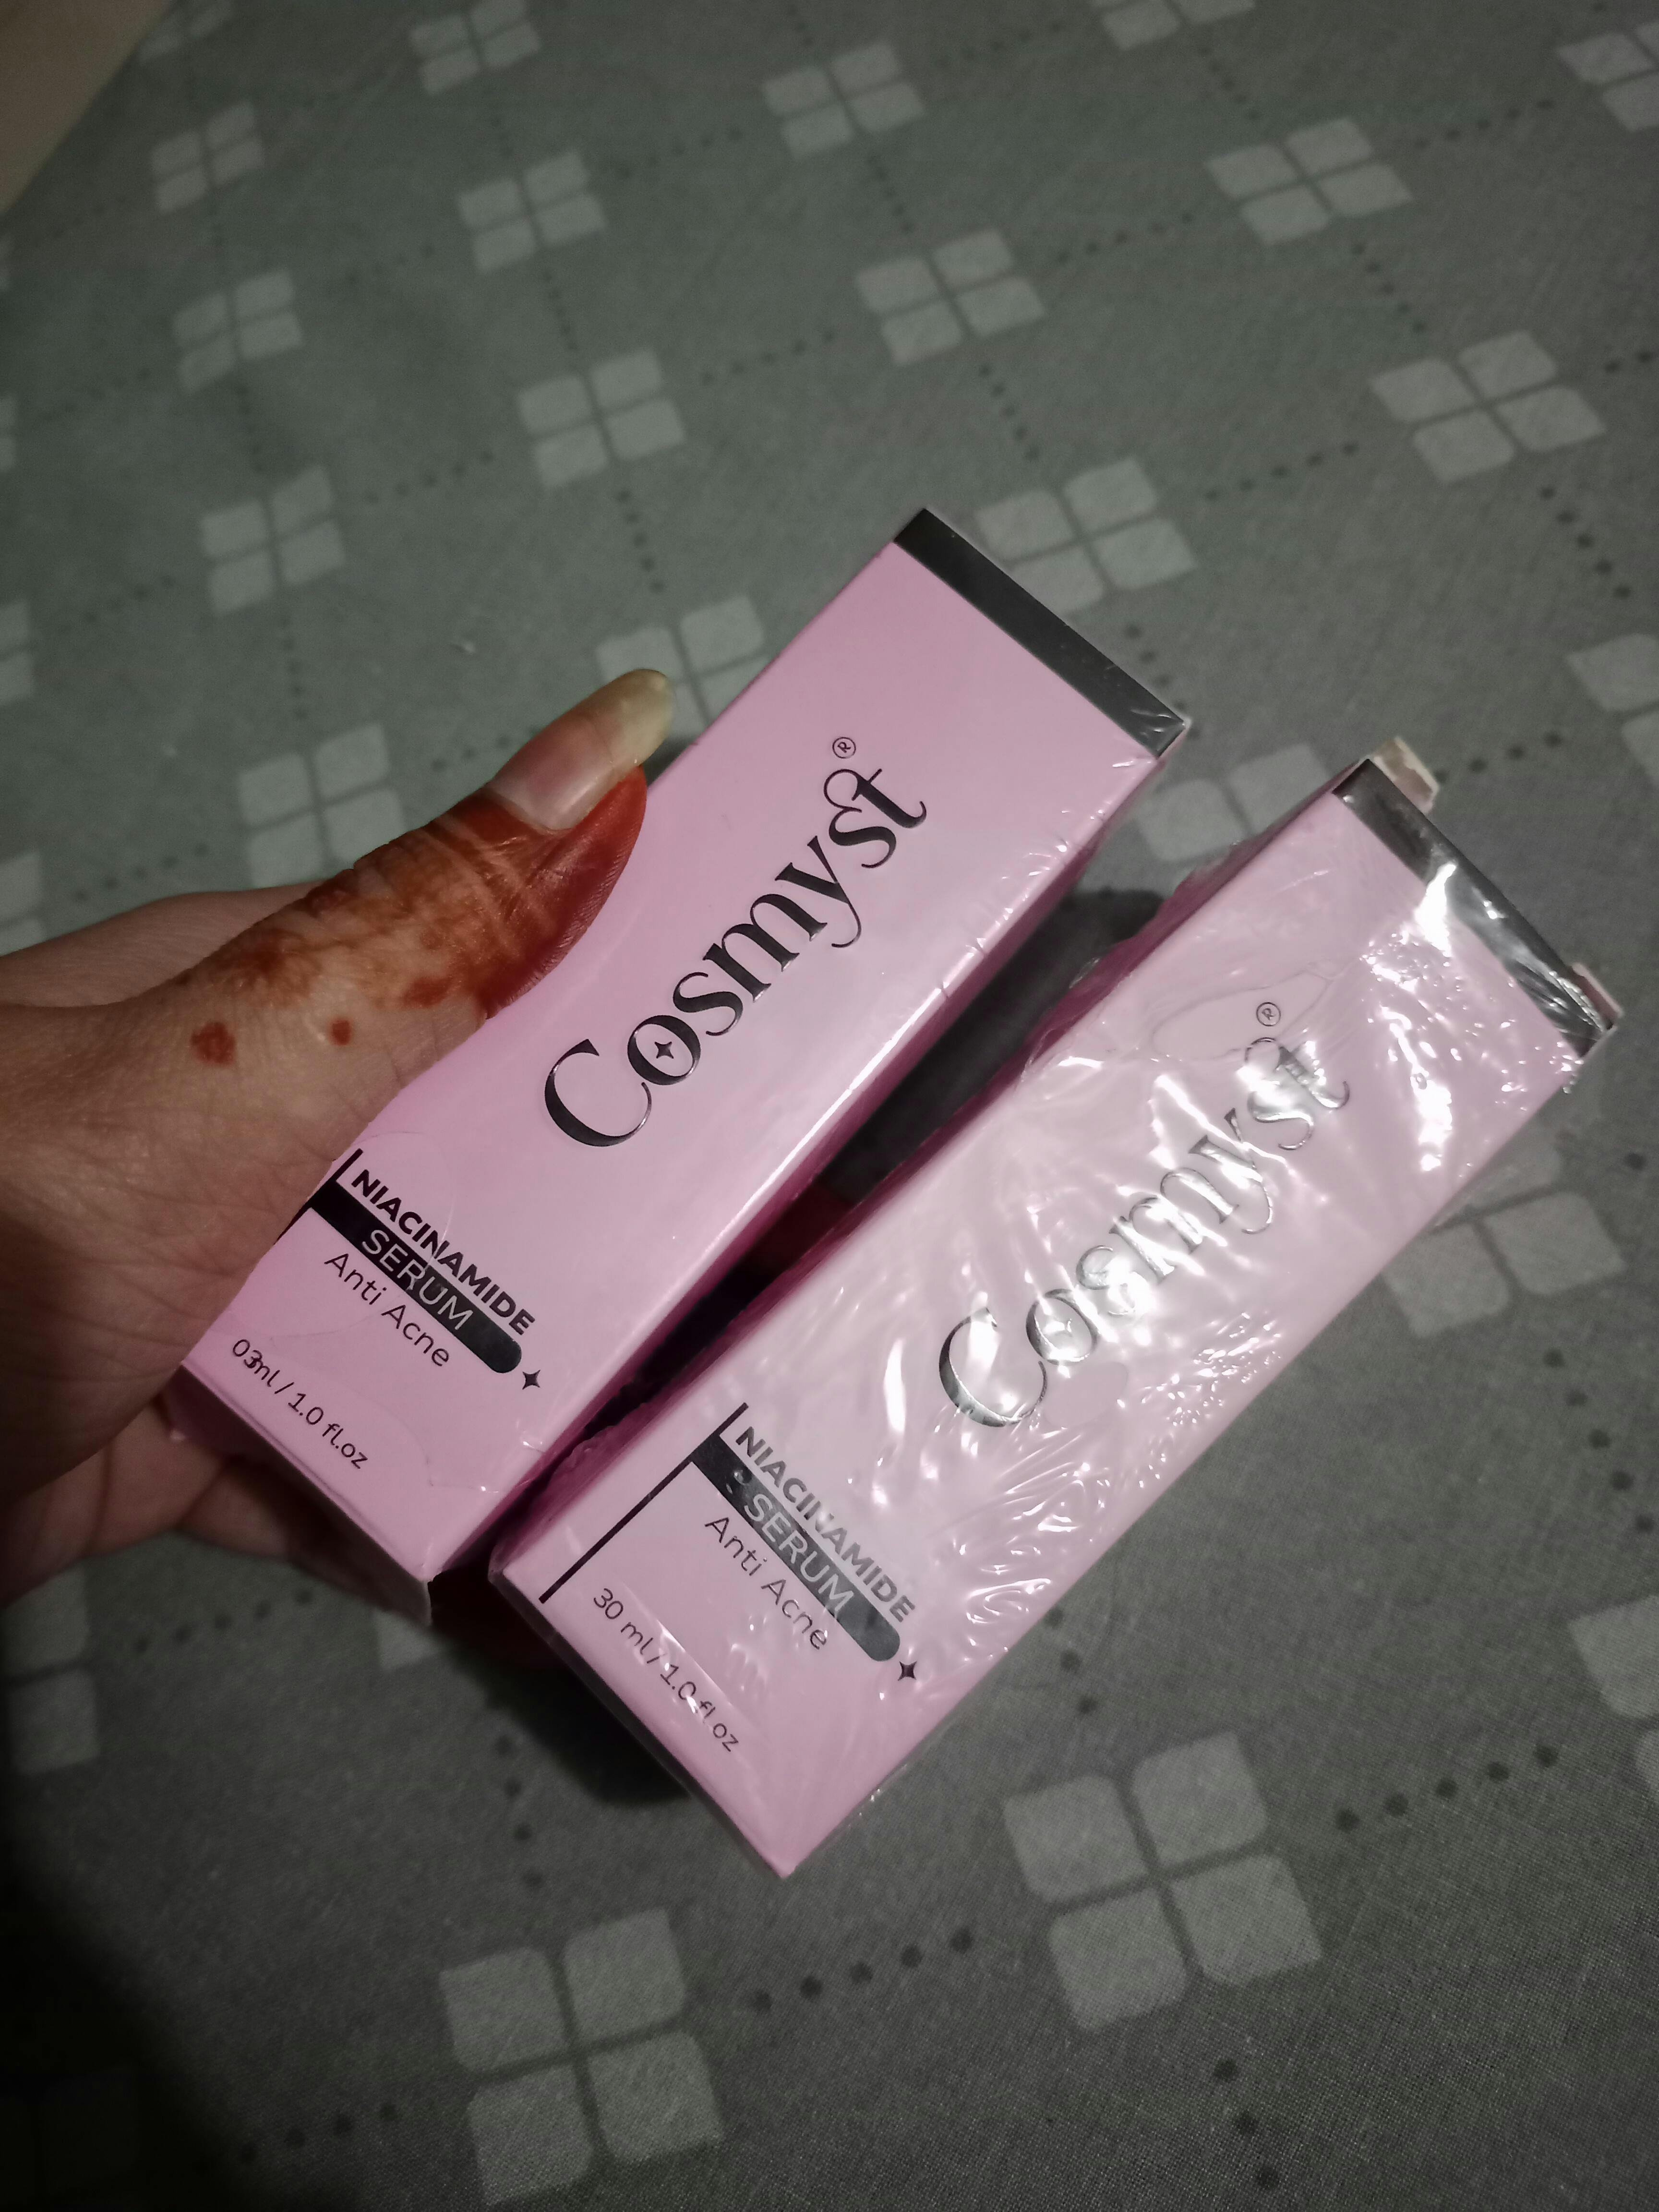 Cosmyst®
NIACINAMIDE
SERUM
Anti Acne
03ml / 1.0 fl.oz
Cosmyst®
NIACINAMIDE
SERUM
Anti Acne
30 ml / 1.0 fl oz